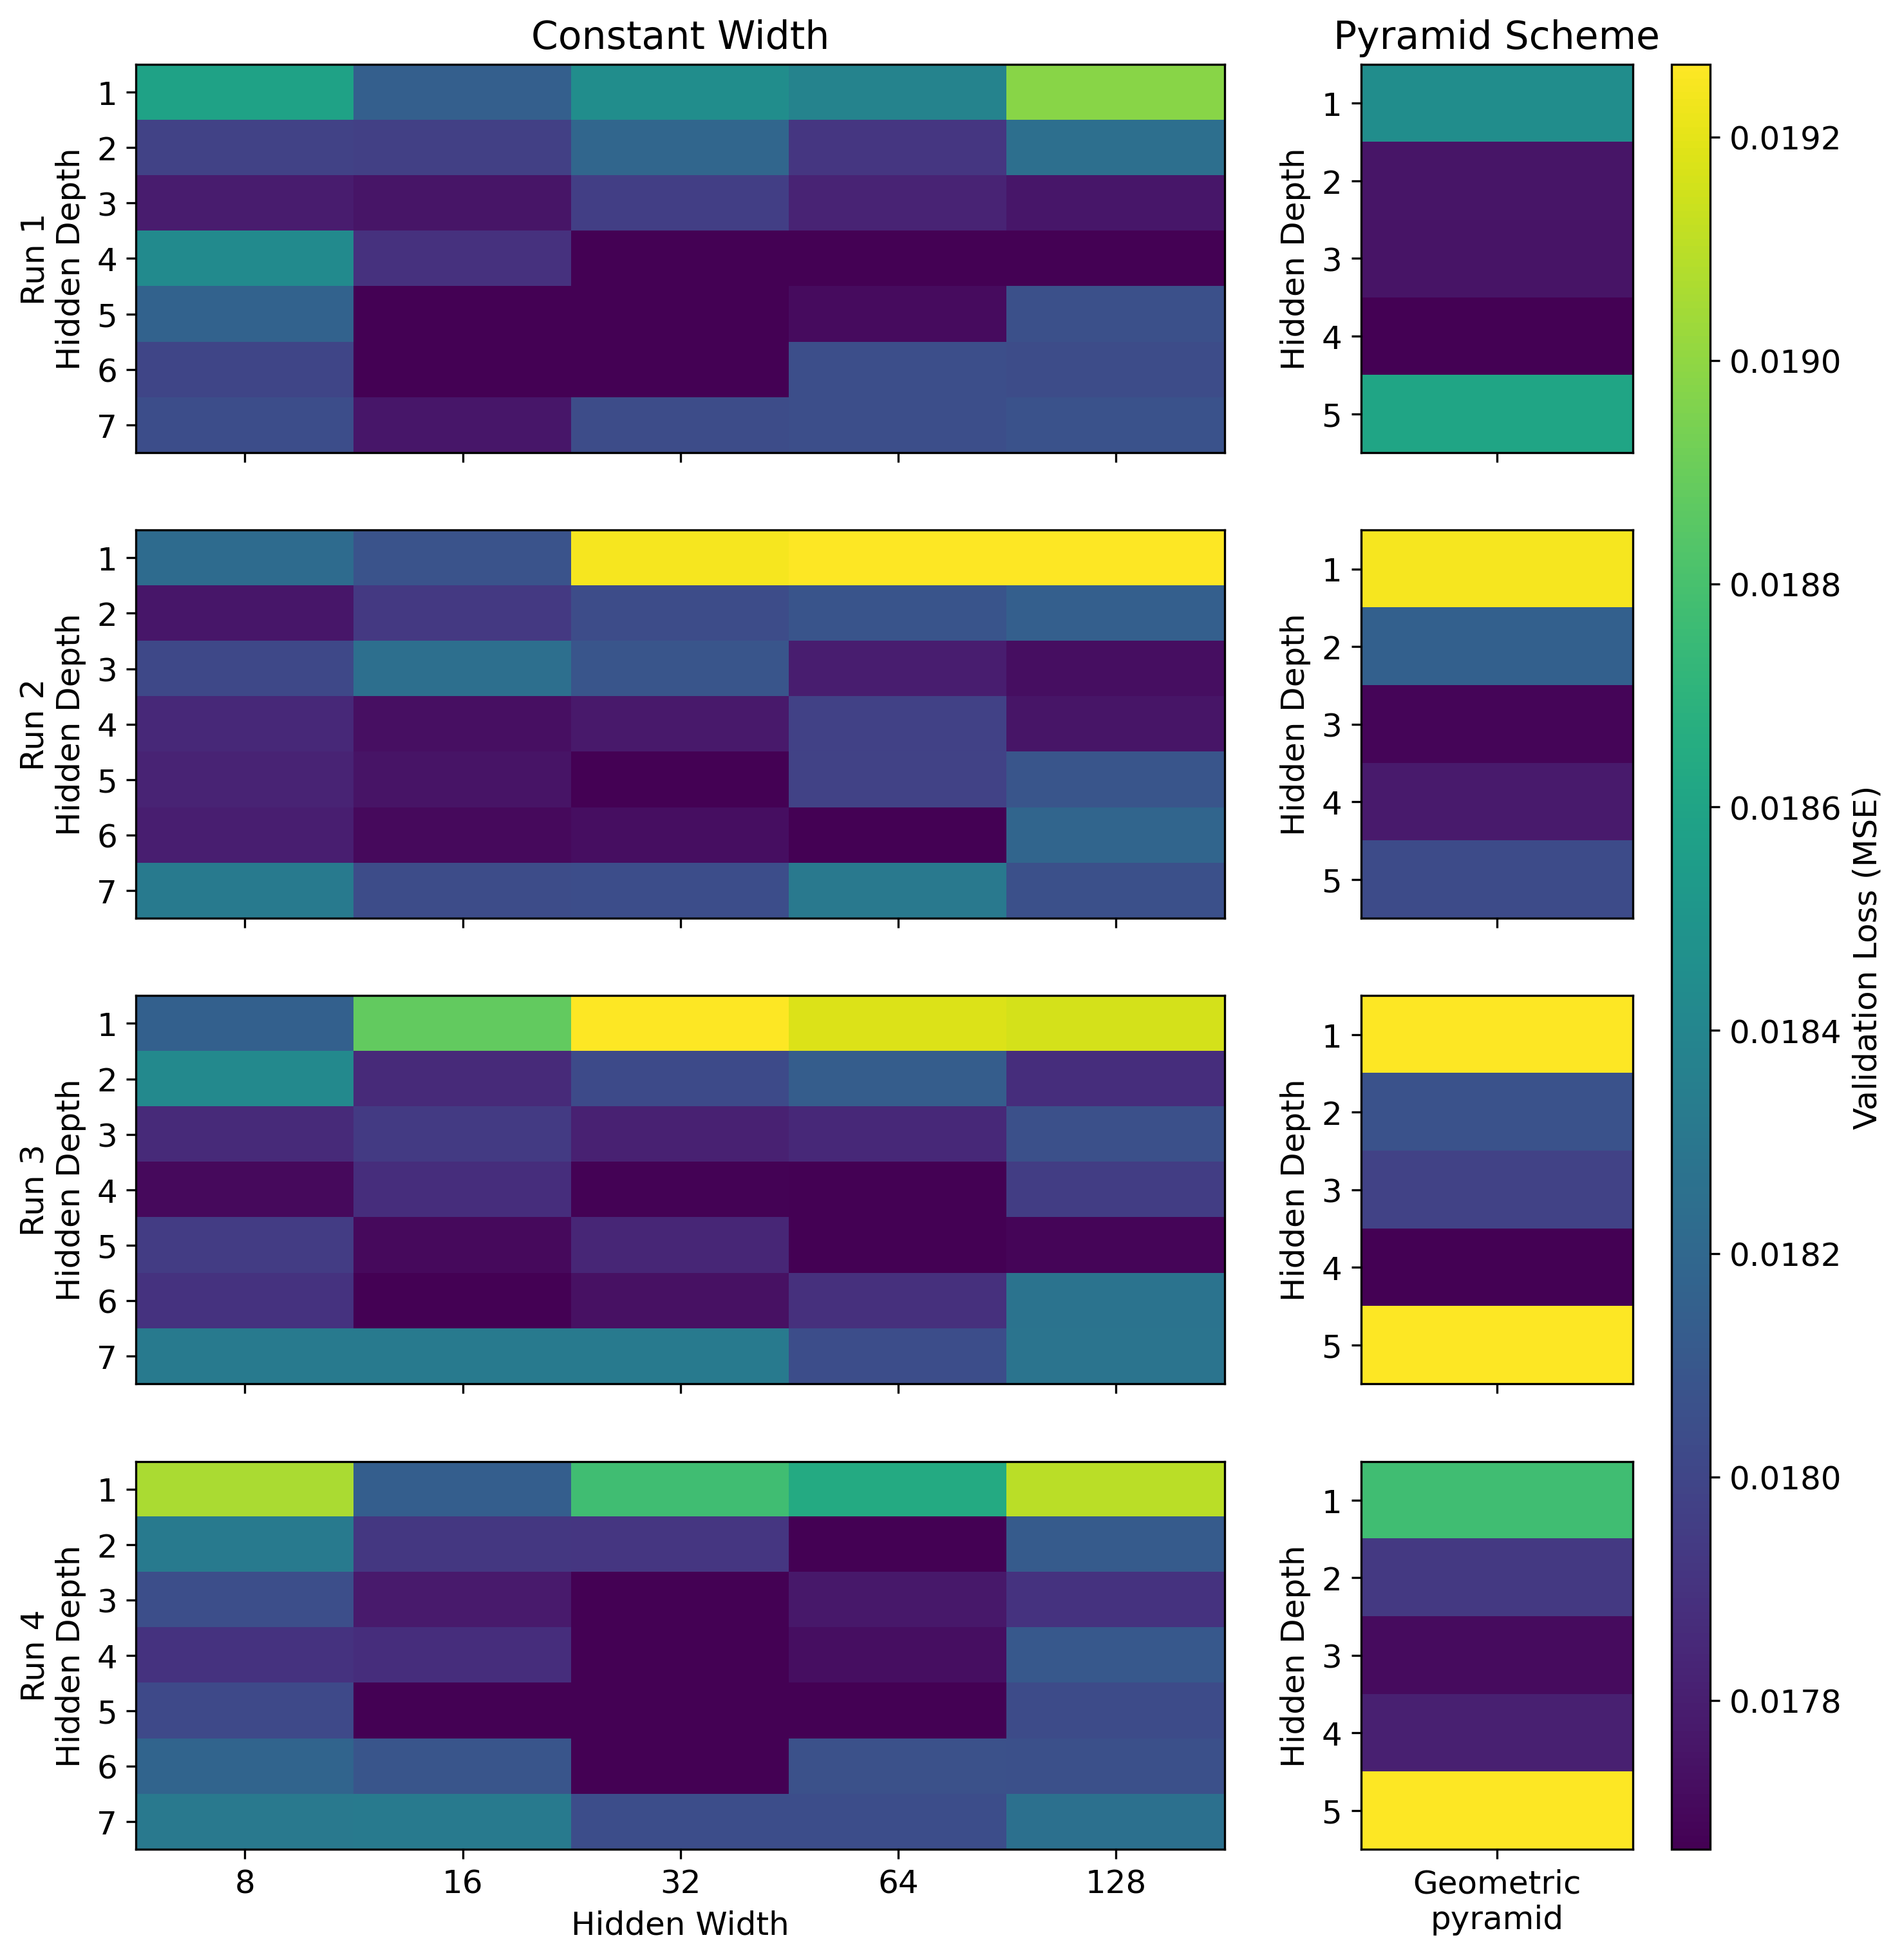 Constant Width
Pyramid Scheme
Run 1
Hidden Depth
1
2
3
4
5
6
7
Hidden Depth
1
2
3
4
5
Run 2
Hidden Depth
1
2
3
4
5
6
7
Hidden Depth
1
2
3
4
5
Run 3
Hidden Depth
1
2
3
4
5
6
7
Hidden Depth
1
2
3
4
5
Run 4
Hidden Depth
1
2
3
4
5
6
7
8 16 32 64 128
Hidden Width
Hidden Depth
1
2
3
4
5
Geometric
pyramid
0.0192
0.0190
0.0188
0.0186
0.0184
0.0182
0.0180
0.0178
Validation Loss (MSE)